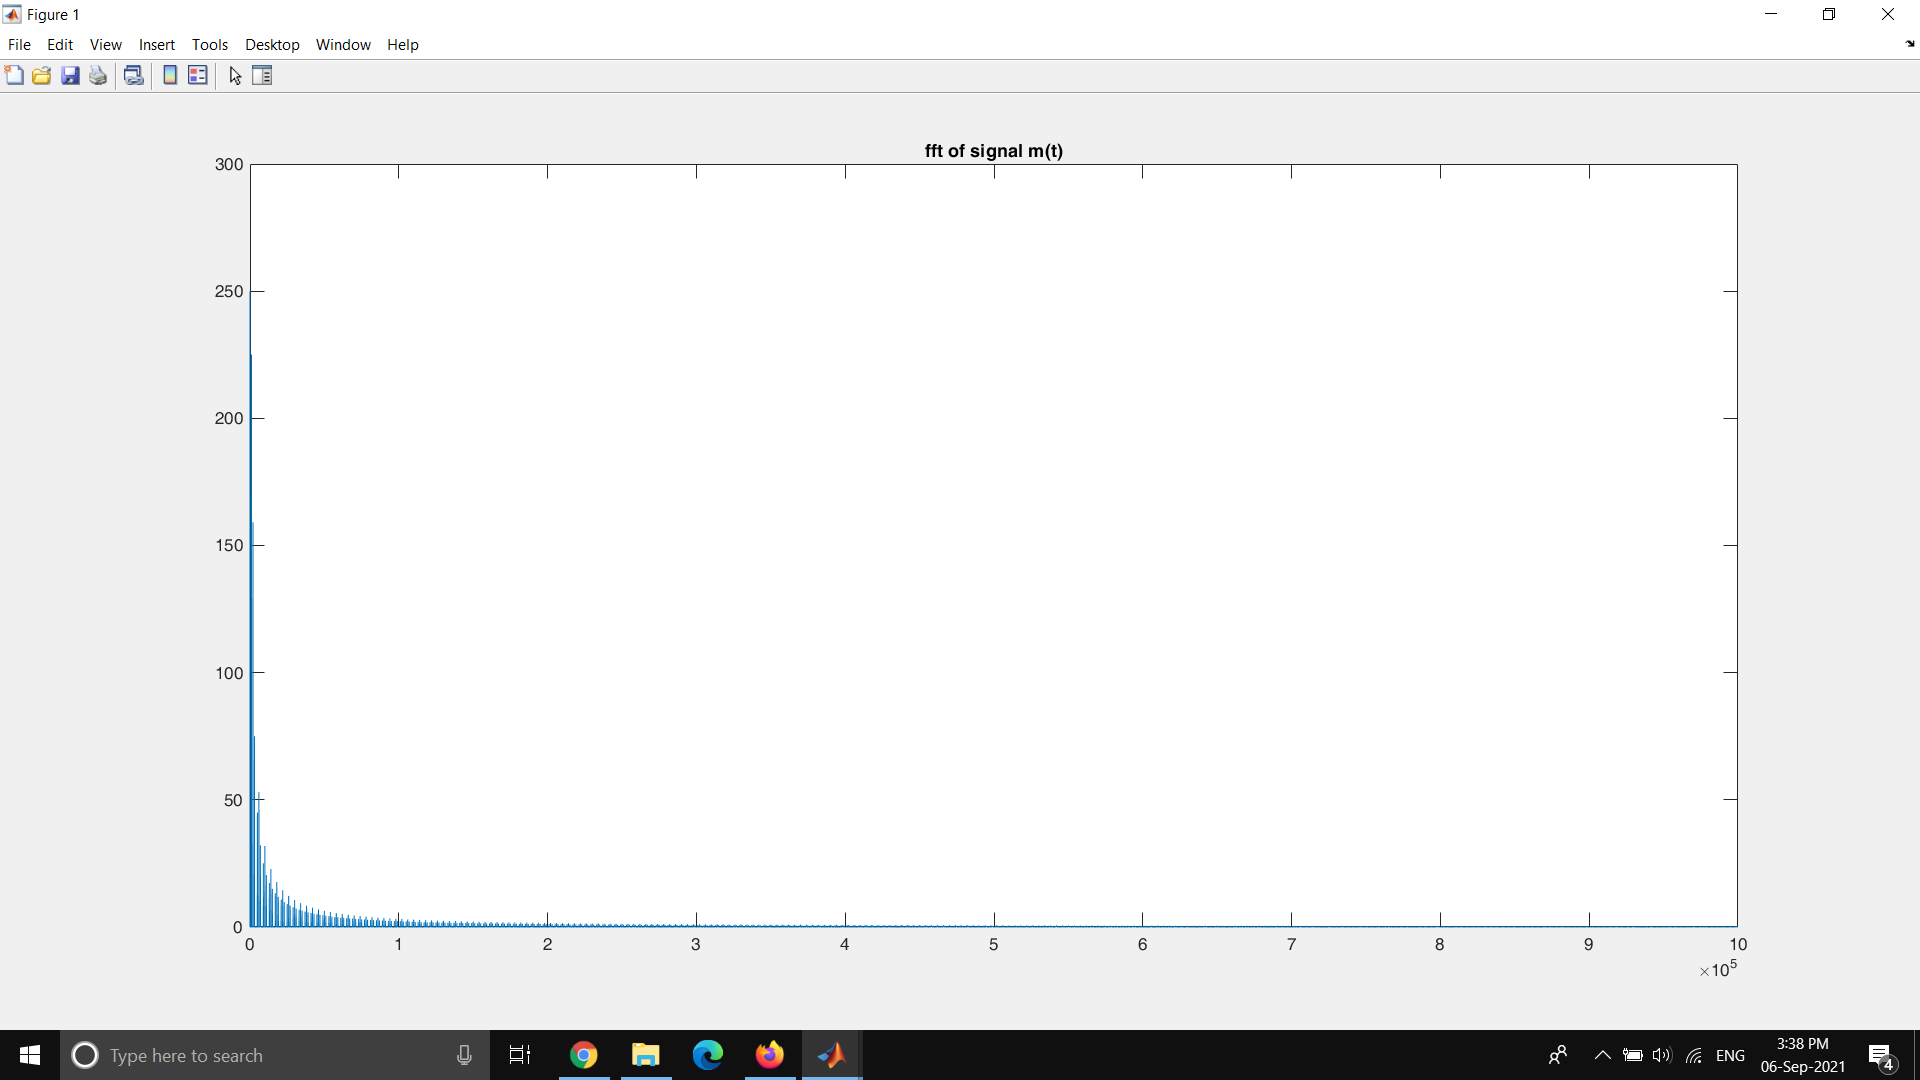 Figure 1
File Edit View Insert Tools Desktop Window Help
fft of signal m(t)
300
250
200
150
100
50
0
0 1 2 3 4 5 6 7 8 9 10
×10⁵
Type here to search
ENG
3:38 PM
06-Sep-2021
4